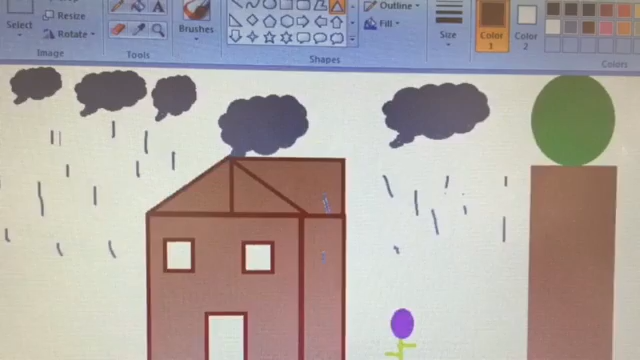 Resize
Outline
Select
Rotate
Fill
Brushes
Size
Color
1
Color
2
Image
Tools
Shapes
Colors